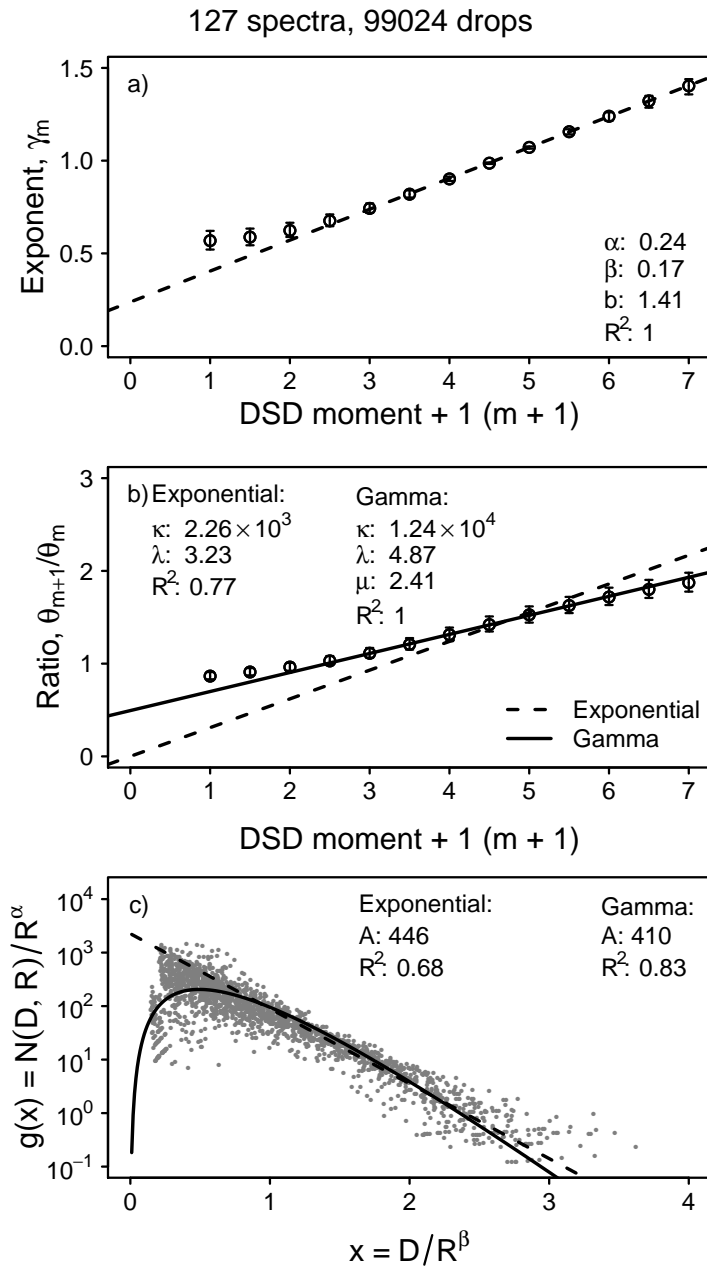 127 spectra, 99024 drops
a)
Exponent, γm
1.5
1.0
0.5
0.0
α: 0.24
β: 0.17
b: 1.41
R²: 1
0 1 2 3 4 5 6 7
DSD moment + 1 (m + 1)
b)
Ratio, θm+1/θm
3
2
1
0
Exponential:
κ: 2.26 × 10³
λ: 3.23
R²: 0.77
Gamma:
κ: 1.24 × 10⁴
λ: 4.87
μ: 2.41
R²: 1
Exponential
Gamma
0 1 2 3 4 5 6 7
DSD moment + 1 (m + 1)
c)
g(x) = N(D, R)/R^α
10⁴
10³
10²
10¹
10⁰
10⁻¹
Exponential:
A: 446
R²: 0.68
Gamma:
A: 410
R²: 0.83
0 1 2 3 4
x = D/R^β